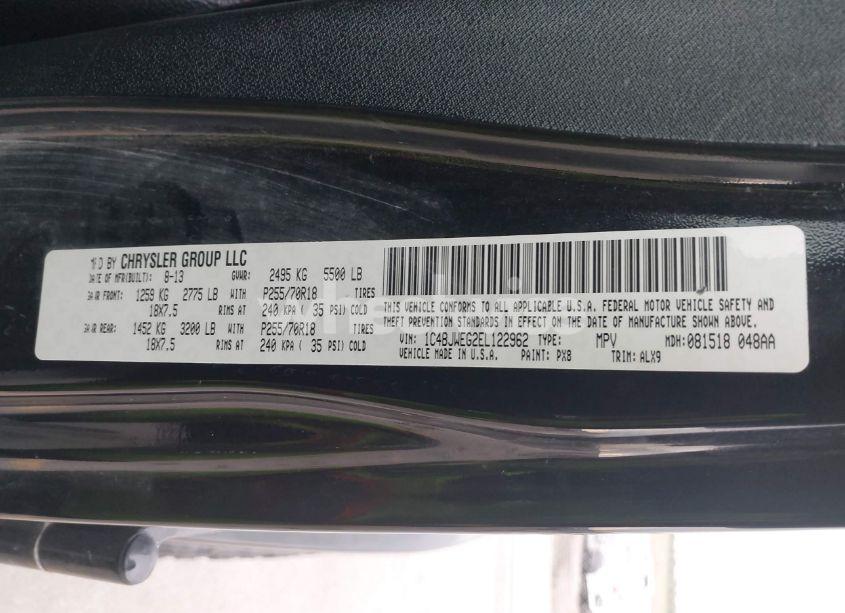 MFD BY CHRYSLER GROUP LLC
DATE OF MFR(BUILT): 8-13 GVWR: 2495 KG 5500 LB
GAWR FRONT: 1259 KG 2775 LB WITH P255/70R18 TIRES
18X7.5 RIMS AT 240 KPA ( 35 PSI) COLD
GAWR REAR: 1452 KG 3200 LB WITH P255/70R18 TIRES
18X7.5 RIMS AT 240 KPA ( 35 PSI) COLD
THIS VEHICLE CONFORMS TO ALL APPLICABLE U.S.A. FEDERAL MOTOR VEHICLE SAFETY AND
THEFT PREVENTION STANDARDS IN EFFECT ON THE DATE OF MANUFACTURE SHOWN ABOVE.
VIN: 1C4BJWEG2EL122962 TYPE: MPV MDH: 081518 048AA
VEHICLE MADE IN U.S.A. PAINT: PX8 TRIM: ALX9